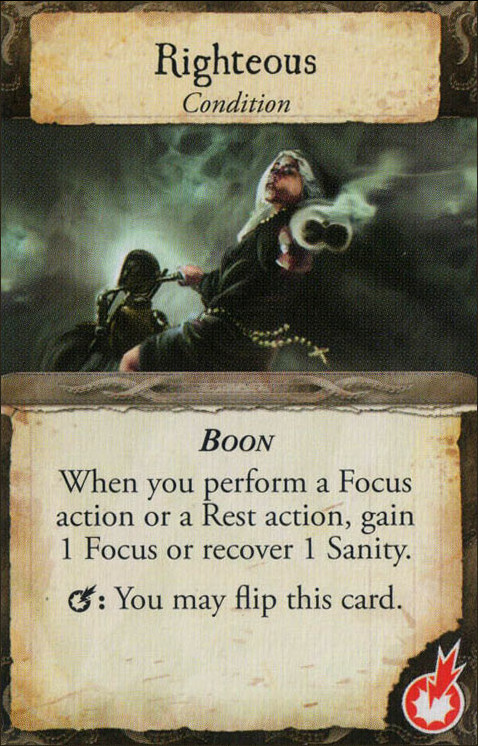 Righteous
Condition
BOON
When you perform a Focus
action or a Rest action, gain
1 Focus or recover 1 Sanity.
: You may flip this card.